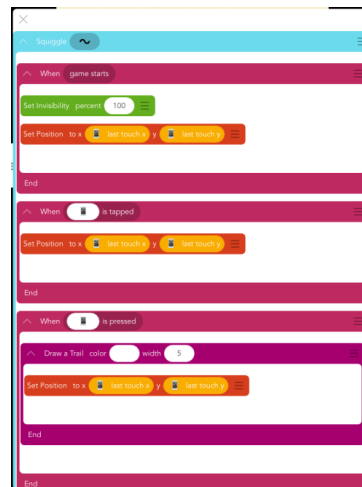 Squiggle
When game starts
Set Invisibility percent 100
Set Position to x last touch x y last touch y
End
When is tapped
Set Position to x last touch x y last touch y
End
When is pressed
Draw a Trail color width 5
Set Position to x last touch x y last touch y
End
End